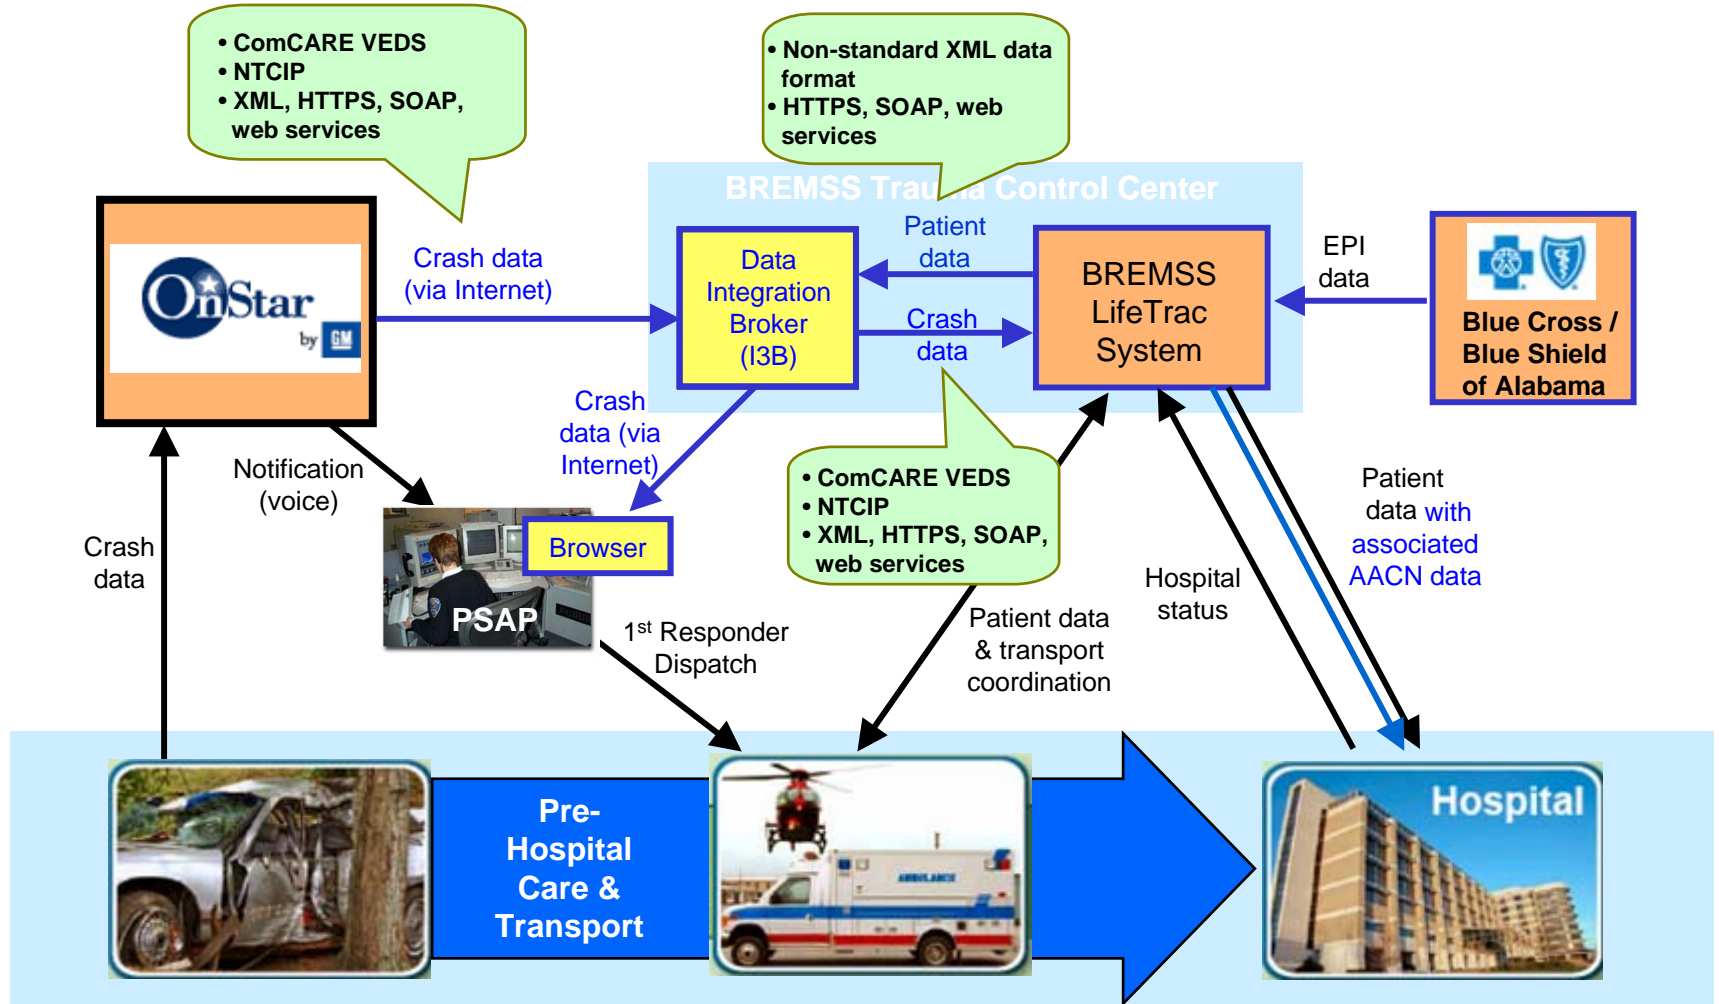 • ComCARE VEDS
• NTCIP
• XML, HTTPS, SOAP,
web services
• Non-standard XML data
format
• HTTPS, SOAP, web
services
BREMSS Trauma Control Center
OnStar
by GM
Crash data
(via Internet)
Data
Integration
Broker
(I3B)
Patient
data
Crash
data
BREMSS
LifeTrac
System
EPI
data
Blue Cross /
Blue Shield
of Alabama
Crash
data (via
Internet)
Notification
(voice)
Crash
data
Browser
PSAP
• ComCARE VEDS
• NTCIP
• XML, HTTPS, SOAP,
web services
1st Responder
Dispatch
Patient data
& transport
coordination
Hospital
status
Patient
data with
associated
AACN data
Pre-
Hospital
Care &
Transport
AMBULANCE
Hospital